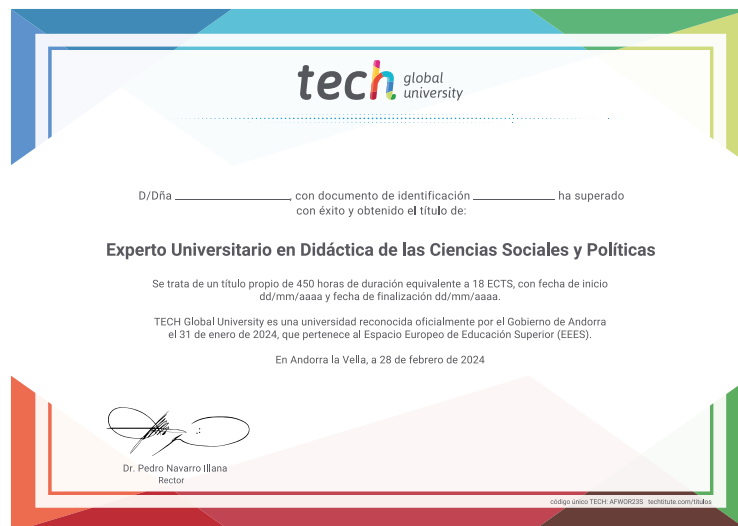 tech global university
D/Dña ____________________, con documento de identificación ______________ ha superado
con éxito y obtenido el título de:
Experto Universitario en Didáctica de las Ciencias Sociales y Políticas
Se trata de un título propio de 450 horas de duración equivalente a 18 ECTS, con fecha de inicio
dd/mm/aaaa y fecha de finalización dd/mm/aaaa.
TECH Global University es una universidad reconocida oficialmente por el Gobierno de Andorra
el 31 de enero de 2024, que pertenece al Espacio Europeo de Educación Superior (EEES).
En Andorra la Vella, a 28 de febrero de 2024
Dr. Pedro Navarro Illana
Rector
código único TECH: AFWOR23S techtitute.com/titulos